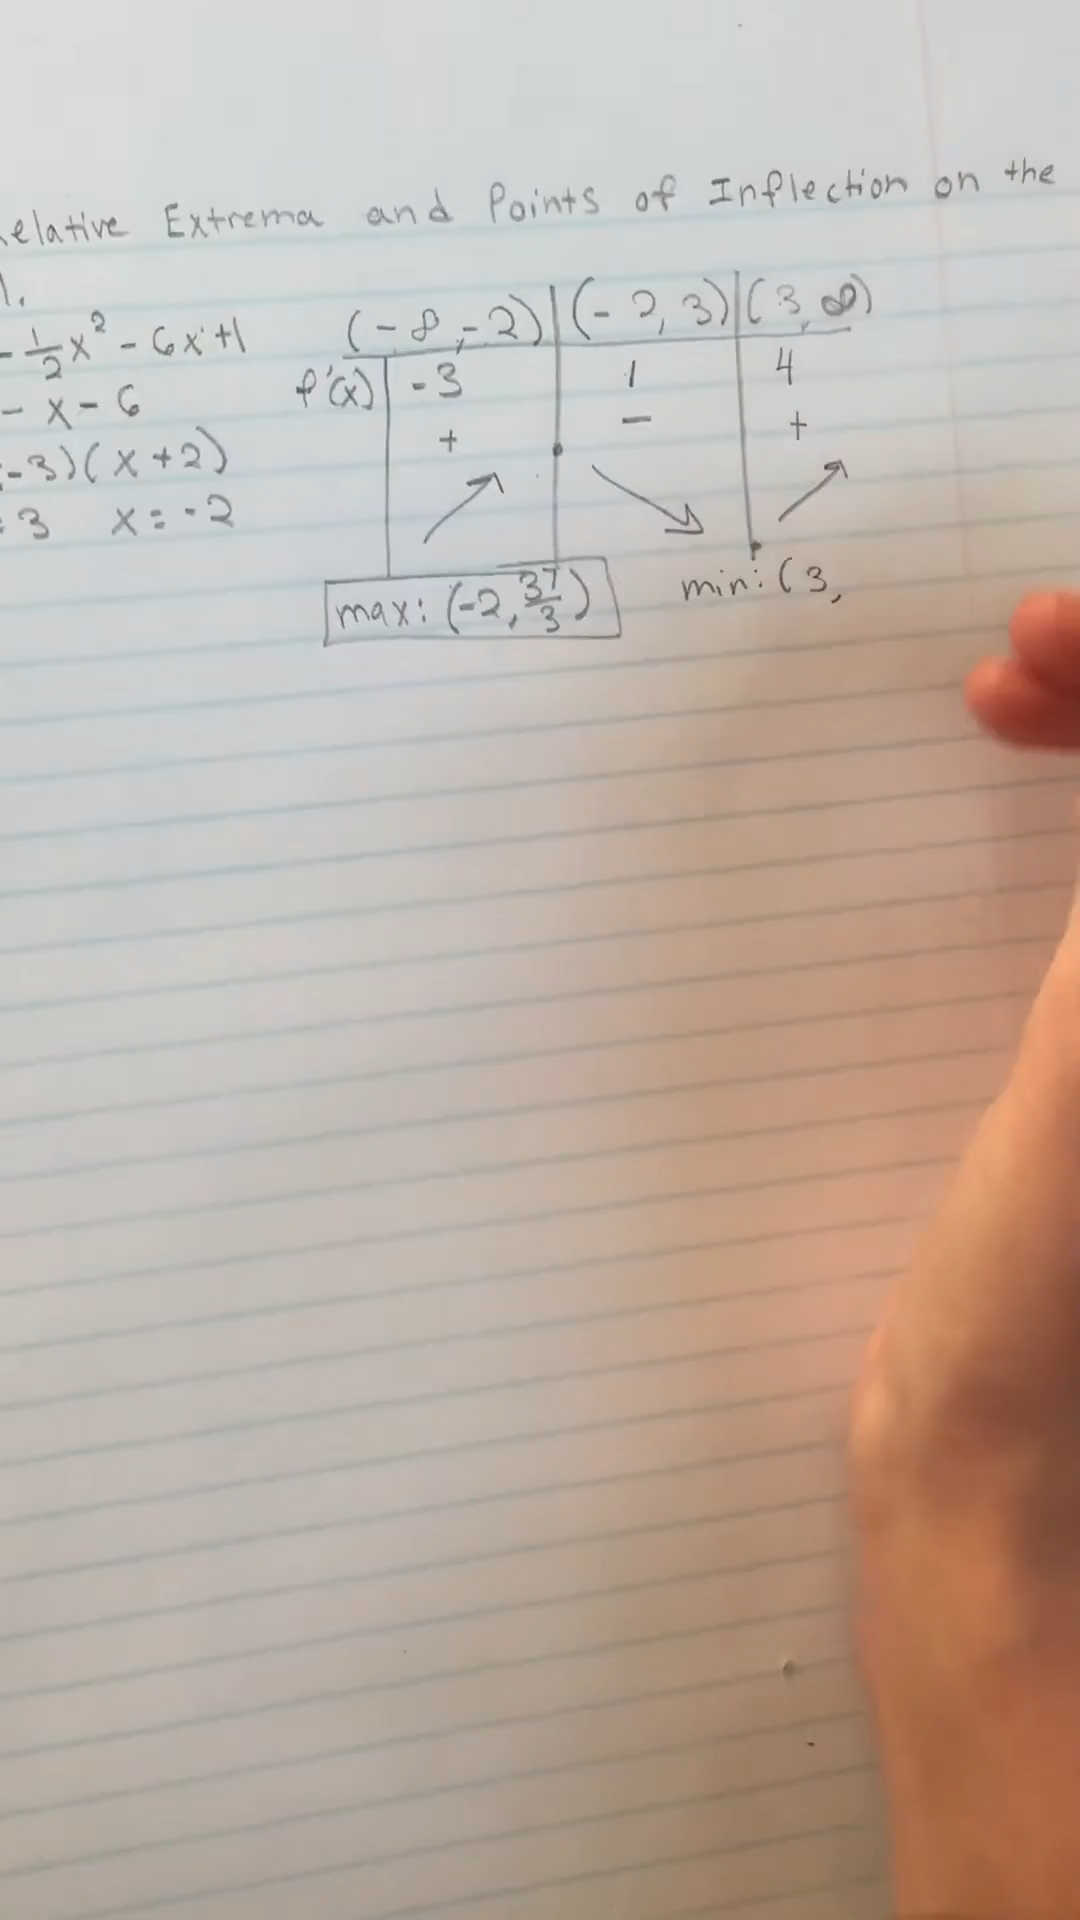 elative Extrema and Points of Inflection on the
1.
- 1/2 x² - 6x + 1
- x - 6
-3)(x + 2)
= 3 x = -2
(-∞, -2) (-2, 3) (3, ∞)
f'(x) -3 1 4
+ - +
max: (-2, 37/3) min: (3,